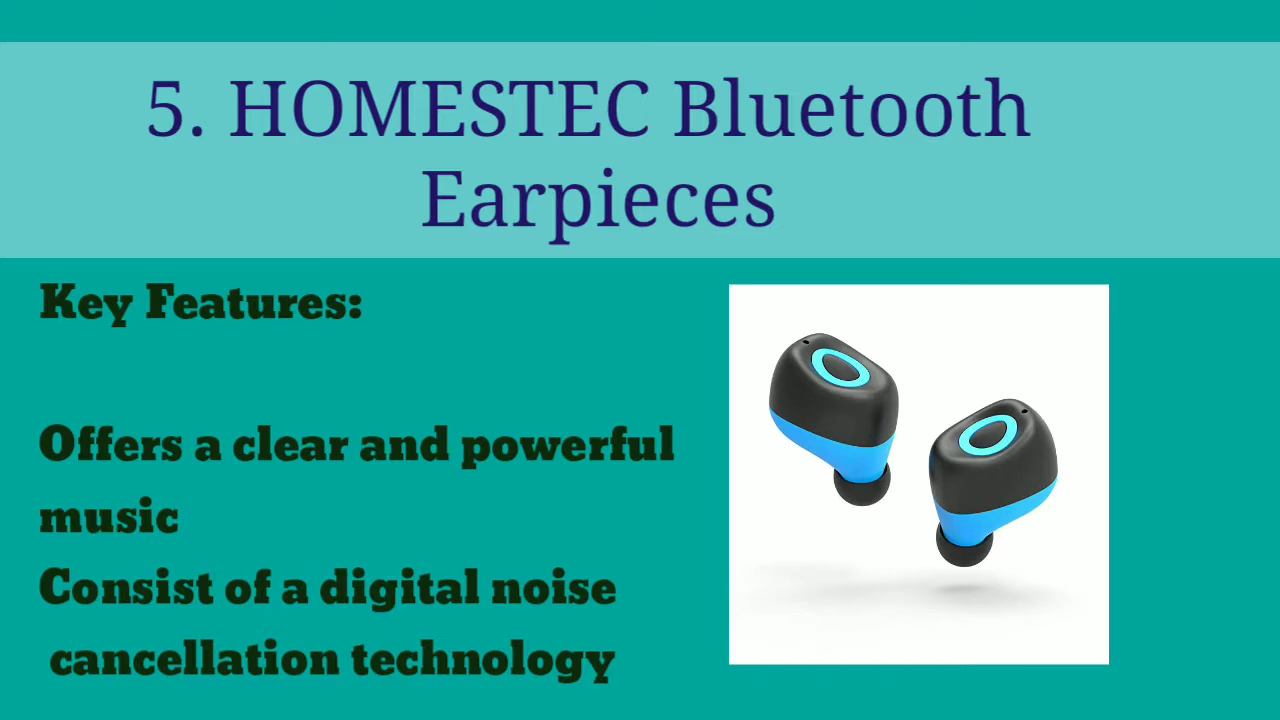 5. HOMESTEC Bluetooth
Earpieces
Key Features:
Offers a clear and powerful
music
Consist of a digital noise
cancellation technology